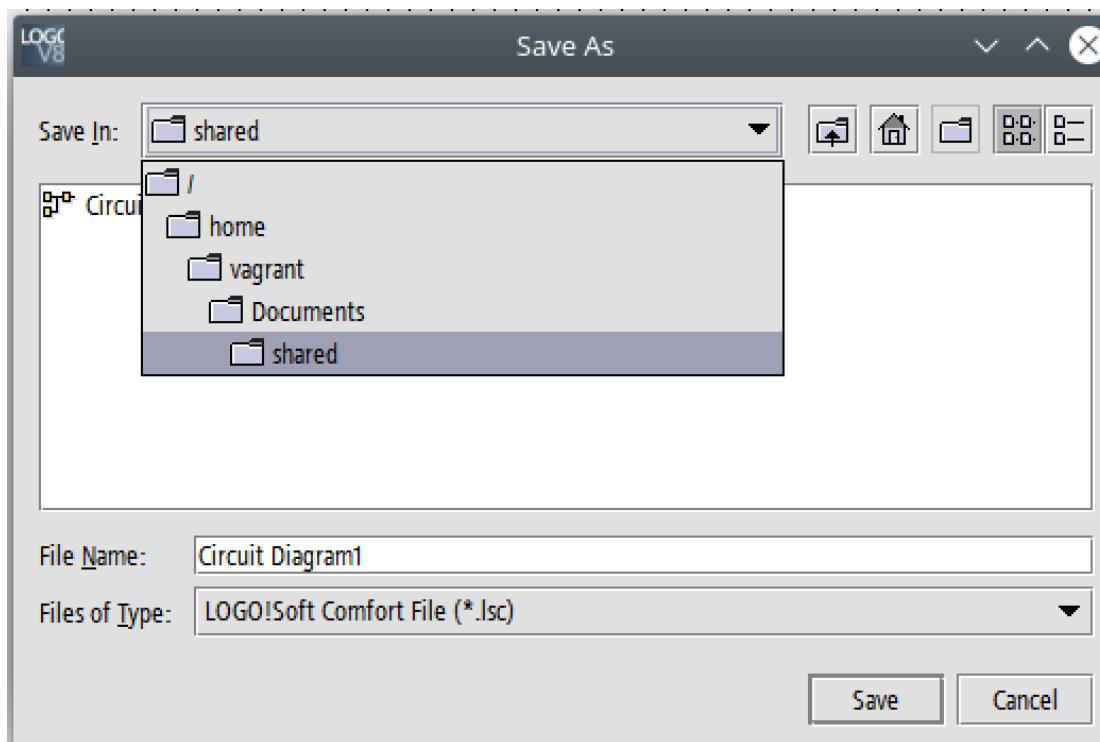 LOGO
V8
Save As
Save In:
shared
/
Circui
home
vagrant
Documents
shared
File Name:
Circuit Diagram1
Files of Type:
LOGO!Soft Comfort File (*.lsc)
Save
Cancel